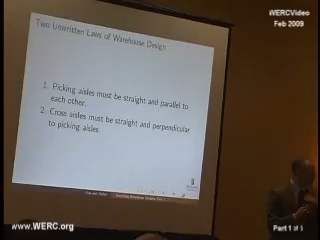 WERCVideo
Feb 2009
Two Unwritten Laws of Warehouse Design
1. Picking aisles must be straight and parallel to
each other.
2. Cross aisles must be straight and perpendicular
to picking aisles.
www.WERC.org
Part 1 of 5